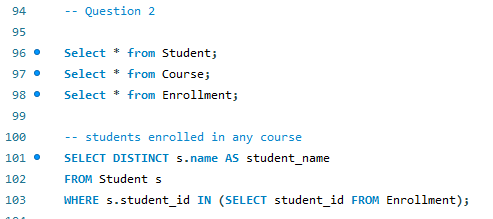 94 -- Question 2
95
96 Select * from Student;
97 Select * from Course;
98 Select * from Enrollment;
99
100 -- students enrolled in any course
101 SELECT DISTINCT s.name AS student_name
102 FROM Student s
103 WHERE s.student_id IN (SELECT student_id FROM Enrollment);